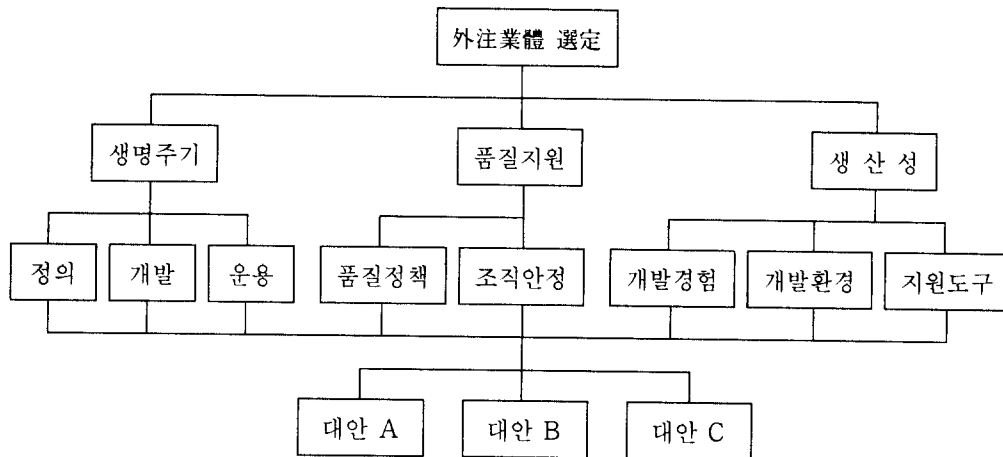 外注業體 選定
생명주기
품질지원
생 산 성
정의
개발
운용
품질정책
조직안정
개발경험
개발환경
지원도구
대안 A
대안 B
대안 C